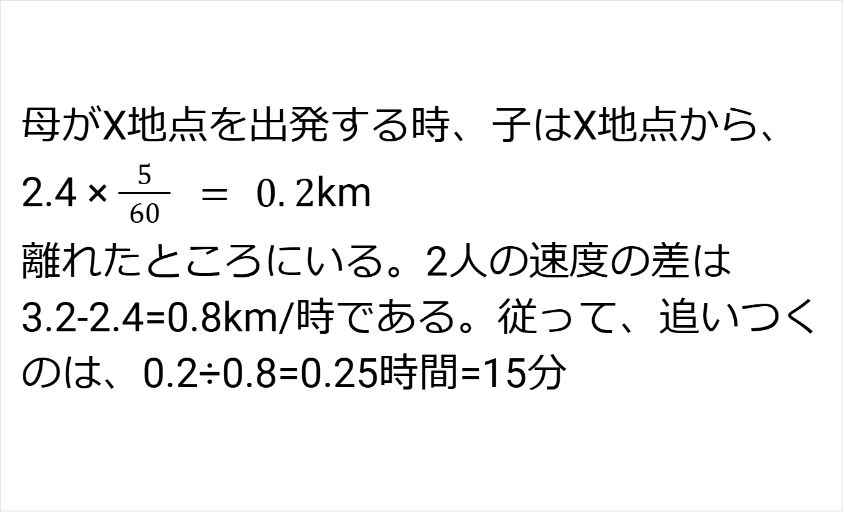 母がX地点を出発する時、子はX地点から、
2.4 × 5/60 = 0.2km
離れたところにいる。2人の速度の差は
3.2-2.4=0.8km/時である。従って、追いつく
のは、0.2÷0.8=0.25時間=15分